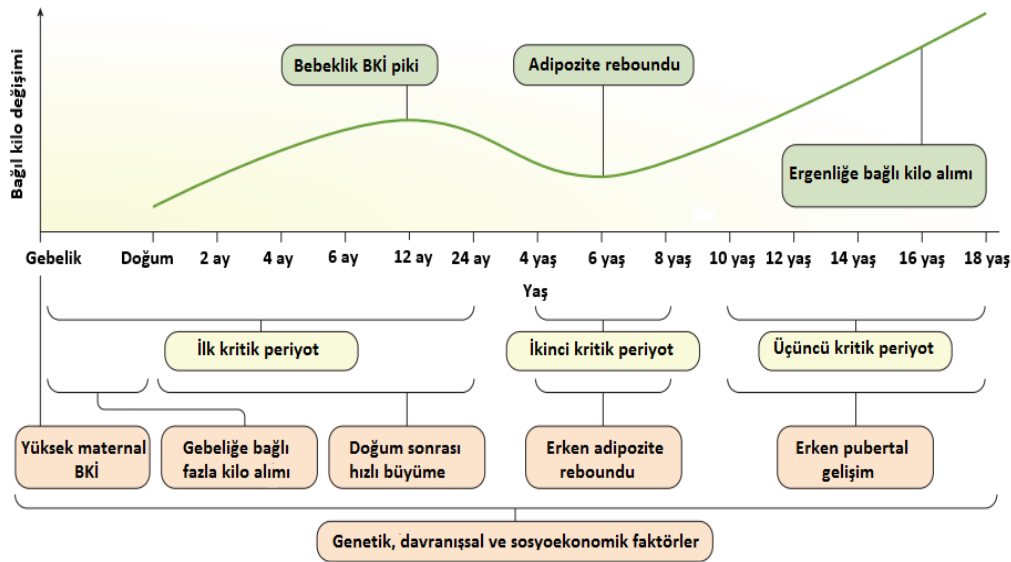 Bağıl kilo değişimi
Bebeklik BKİ piki
Adipozite reboundu
Ergenliğe bağlı kilo alımı
Gebelik
Doğum
2 ay
4 ay
6 ay
12 ay
24 ay
4 yaş
6 yaş
8 yaş
10 yaş
12 yaş
14 yaş
16 yaş
18 yaş
Yaş
İlk kritik periyot
İkinci kritik periyot
Üçüncü kritik periyot
Yüksek maternal
BKİ
Gebeliğe bağlı
fazla kilo alımı
Doğum sonrası
hızlı büyüme
Erken adipozite
reboundu
Erken pubertal
gelişim
Genetik, davranışsal ve sosyoekonomik faktörler